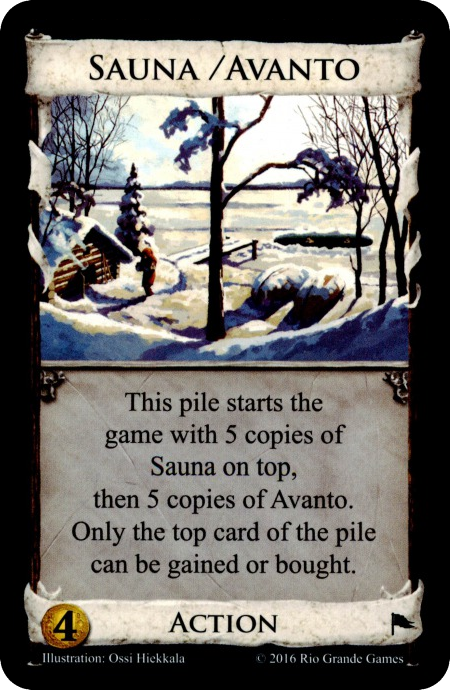 SAUNA /AVANTO
This pile starts the
game with 5 copies of
Sauna on top,
then 5 copies of Avanto.
Only the top card of the pile
can be gained or bought.
4
ACTION
Illustration: Ossi Hiekkala © 2016 Rio Grande Games